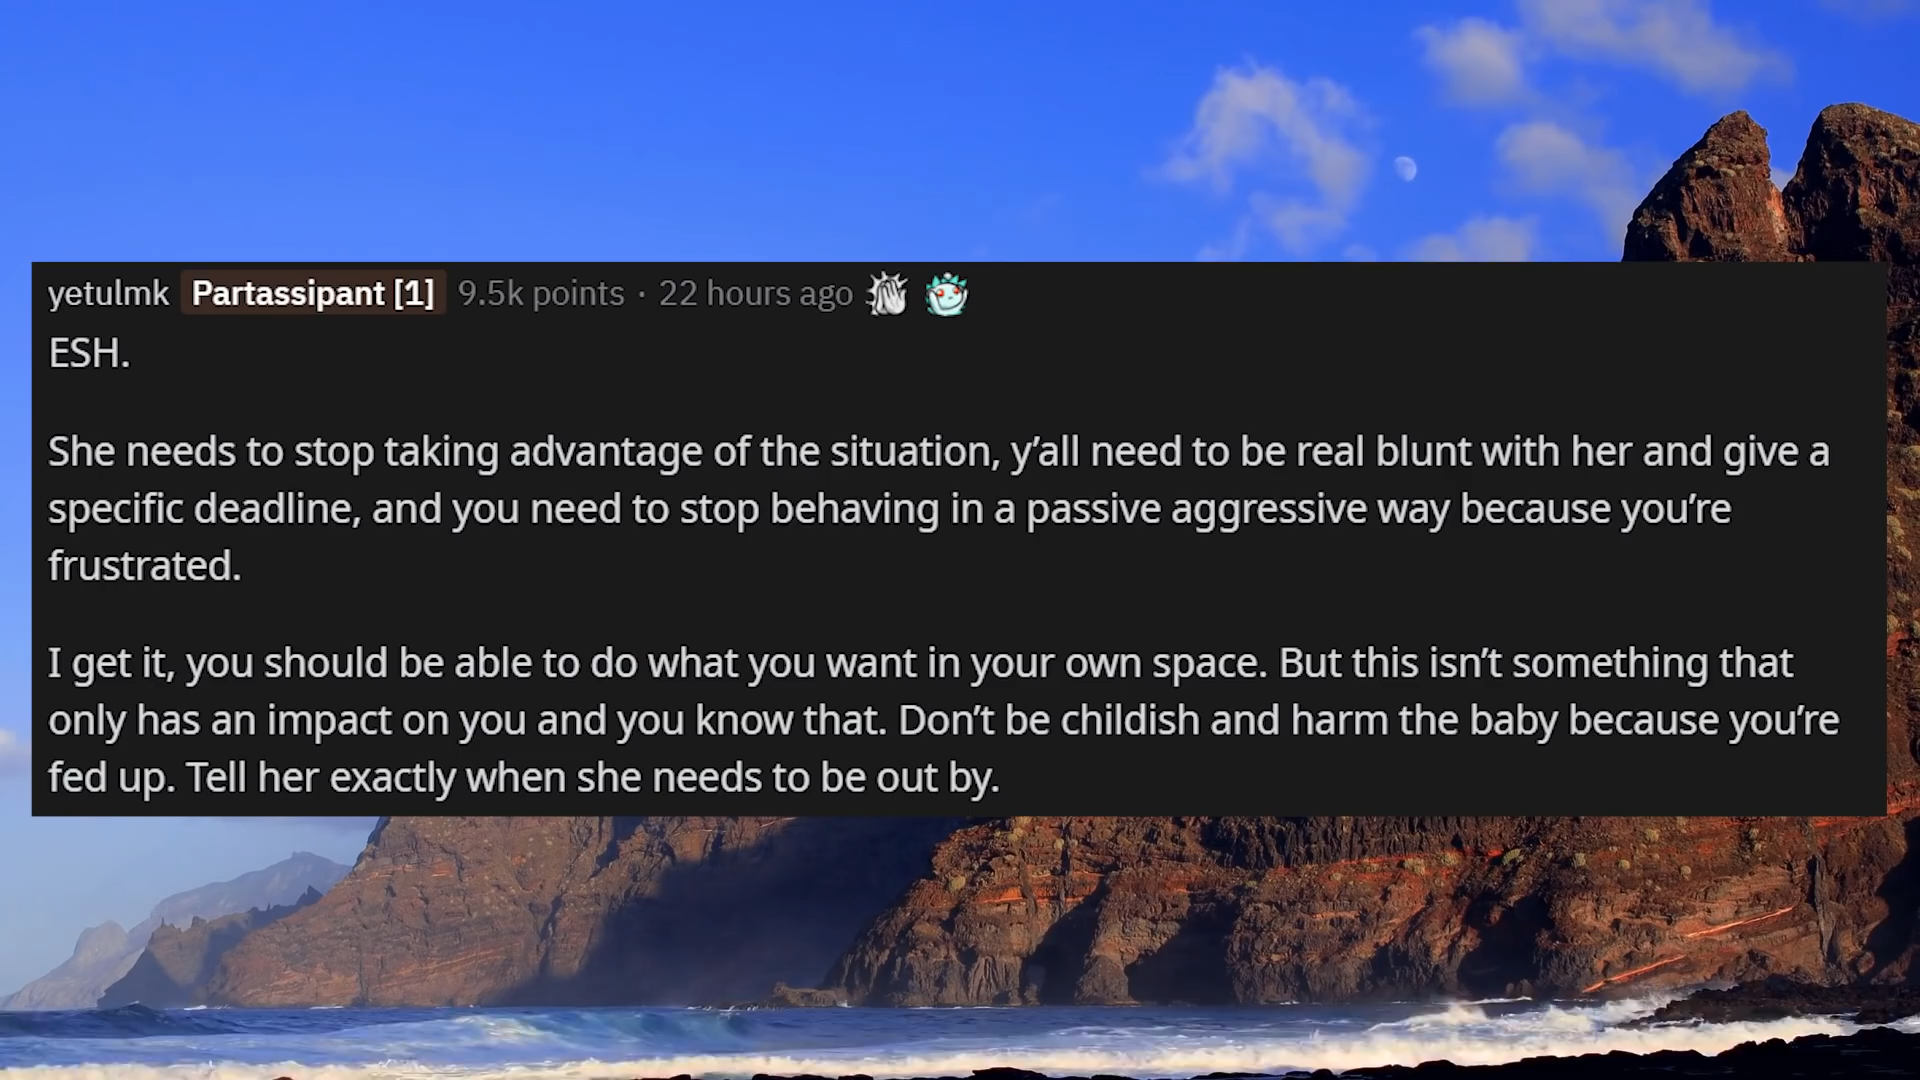 yetulmk Partassipant [1] 9.5k points · 22 hours ago
ESH.
She needs to stop taking advantage of the situation, y’all need to be real blunt with her and give a
specific deadline, and you need to stop behaving in a passive aggressive way because you’re
frustrated.
I get it, you should be able to do what you want in your own space. But this isn’t something that
only has an impact on you and you know that. Don’t be childish and harm the baby because you’re
fed up. Tell her exactly when she needs to be out by.